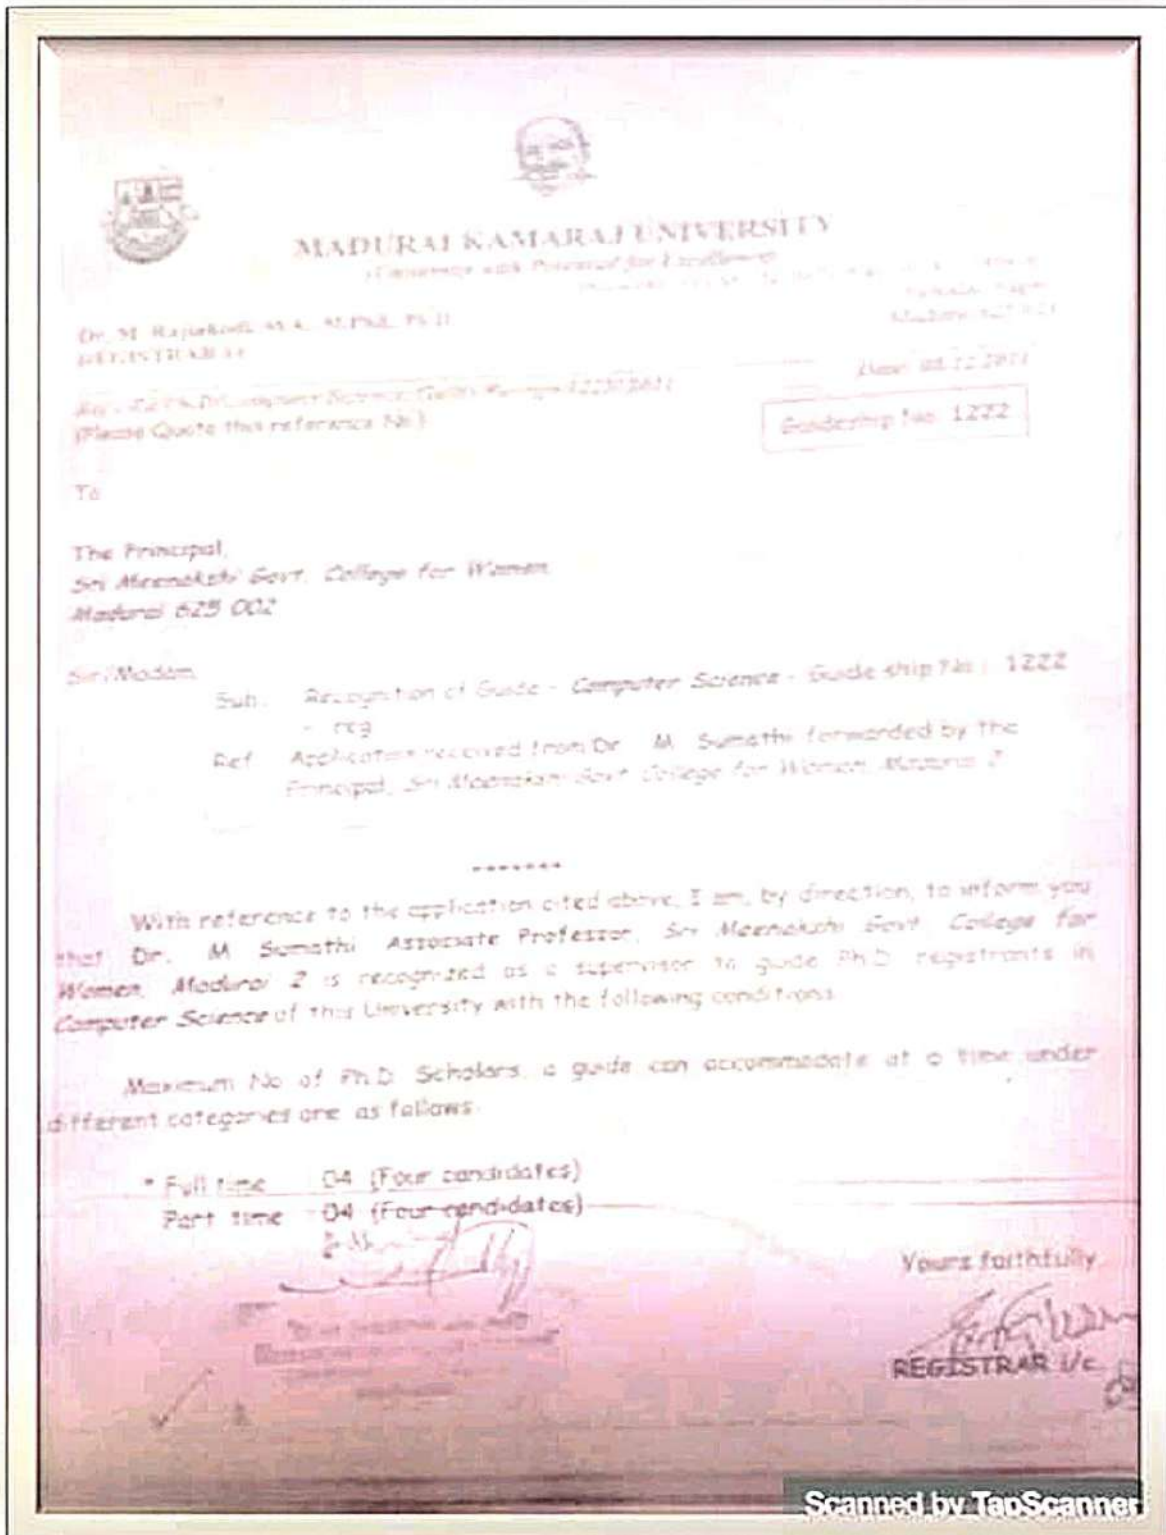 MADURAI KAMARAJ UNIVERSITY
(University with Potential for Excellence)
REGISTRAR
(Please Quote this reference No.)
Guideship No. 1222
To
The Principal,
Sri Meenakshi Govt. College for Women
Madurai 625 002
Sir/Madam
Sub: Recognition of Guide - Computer Science - Guide ship No : 1222
- reg
Ref Application received from Dr. M Sumathi forwarded by the
Principal, Sri Meenakshi Govt College for Women, Madurai 2
*******
With reference to the application cited above, I am, by direction, to inform you
that Dr. M Sumathi Associate Professor, Sri Meenakshi Govt. College for
Women, Madurai 2 is recognized as a supervisor to guide Ph.D registrants in
Computer Science of this University with the following conditions.
Maximum No of Ph.D. Scholars, a guide can accommodate at a time under
different categories are as follows:
* Full time 04 (Four candidates)
Part time 04 (Four candidates)
Yours faithfully
REGISTRAR i/c
Scanned by TapScanner